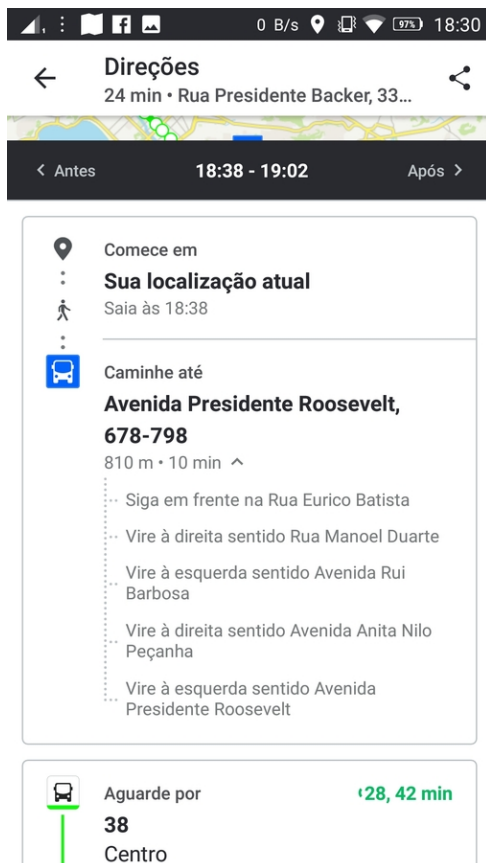 0 B/s 97% 18:30
Direções
24 min • Rua Presidente Backer, 33...
Antes 18:38 - 19:02 Após
Comece em
Sua localização atual
Saia às 18:38
Caminhe até
Avenida Presidente Roosevelt,
678-798
810 m • 10 min
Siga em frente na Rua Eurico Batista
Vire à direita sentido Rua Manoel Duarte
Vire à esquerda sentido Avenida Rui
Barbosa
Vire à direita sentido Avenida Anita Nilo
Peçanha
Vire à esquerda sentido Avenida
Presidente Roosevelt
Aguarde por 28, 42 min
38
Centro